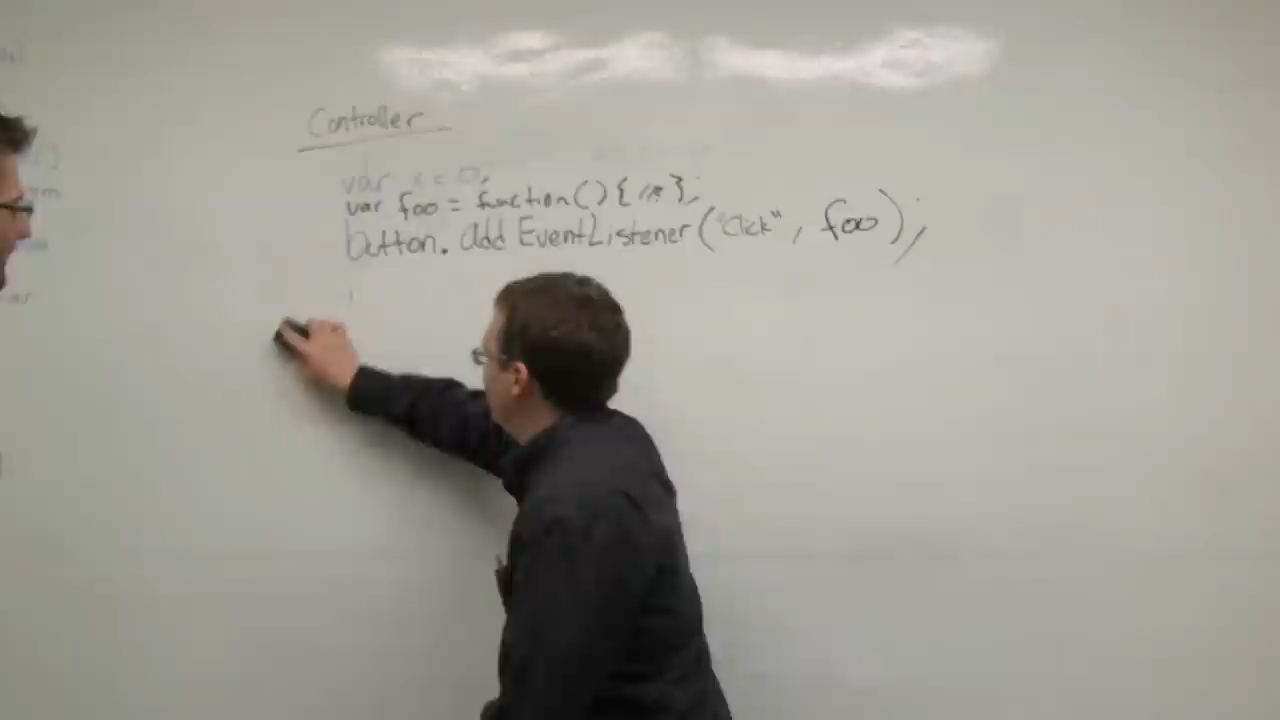 Controller
var x = 0;
var foo = function(){ };
button.addEventListener("click", foo);